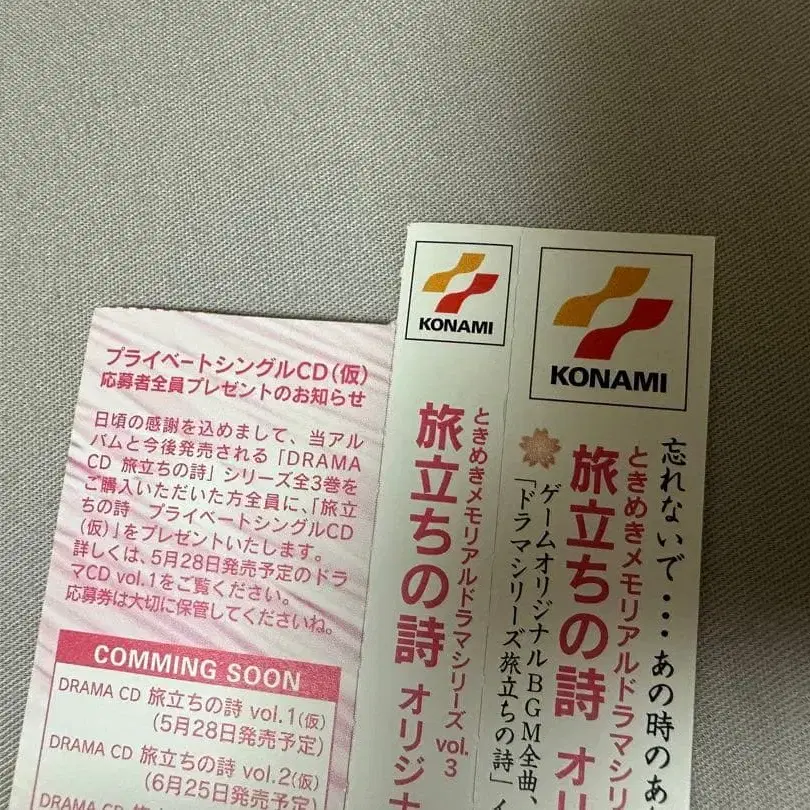 プライベートシングルCD(仮)
応募者全員プレゼントのお知らせ
日頃の感謝を込めまして、当アル
バムと今後発売される「DRAMA
CD 旅立ちの詩」シリーズ全3巻を
ご購入いただいた方全員に、「旅立
ちの詩 プライベートシングルCD
(仮)」をプレゼントいたします。
詳しくは、5月28日発売予定のドラ
マCD vol.1をご覧ください。
応募券は大切に保管してくださいね。
COMMING SOON
DRAMA CD 旅立ちの詩 vol.1(仮)
(5月28日発売予定)
DRAMA CD 旅立ちの詩 vol.2(仮)
(6月25日発売予定)
DRAMA CD
KONAMI
ときめきメモリアルドラマシリーズ vol.3
旅立ちの詩 オリジナ
KONAMI
忘れないで・・・あの時のあ
ときめきメモリアルドラマシリ
旅立ちの詩 オリ
ゲームオリジナルBGM全曲、
「ドラマシリーズ旅立ちの詩」イ